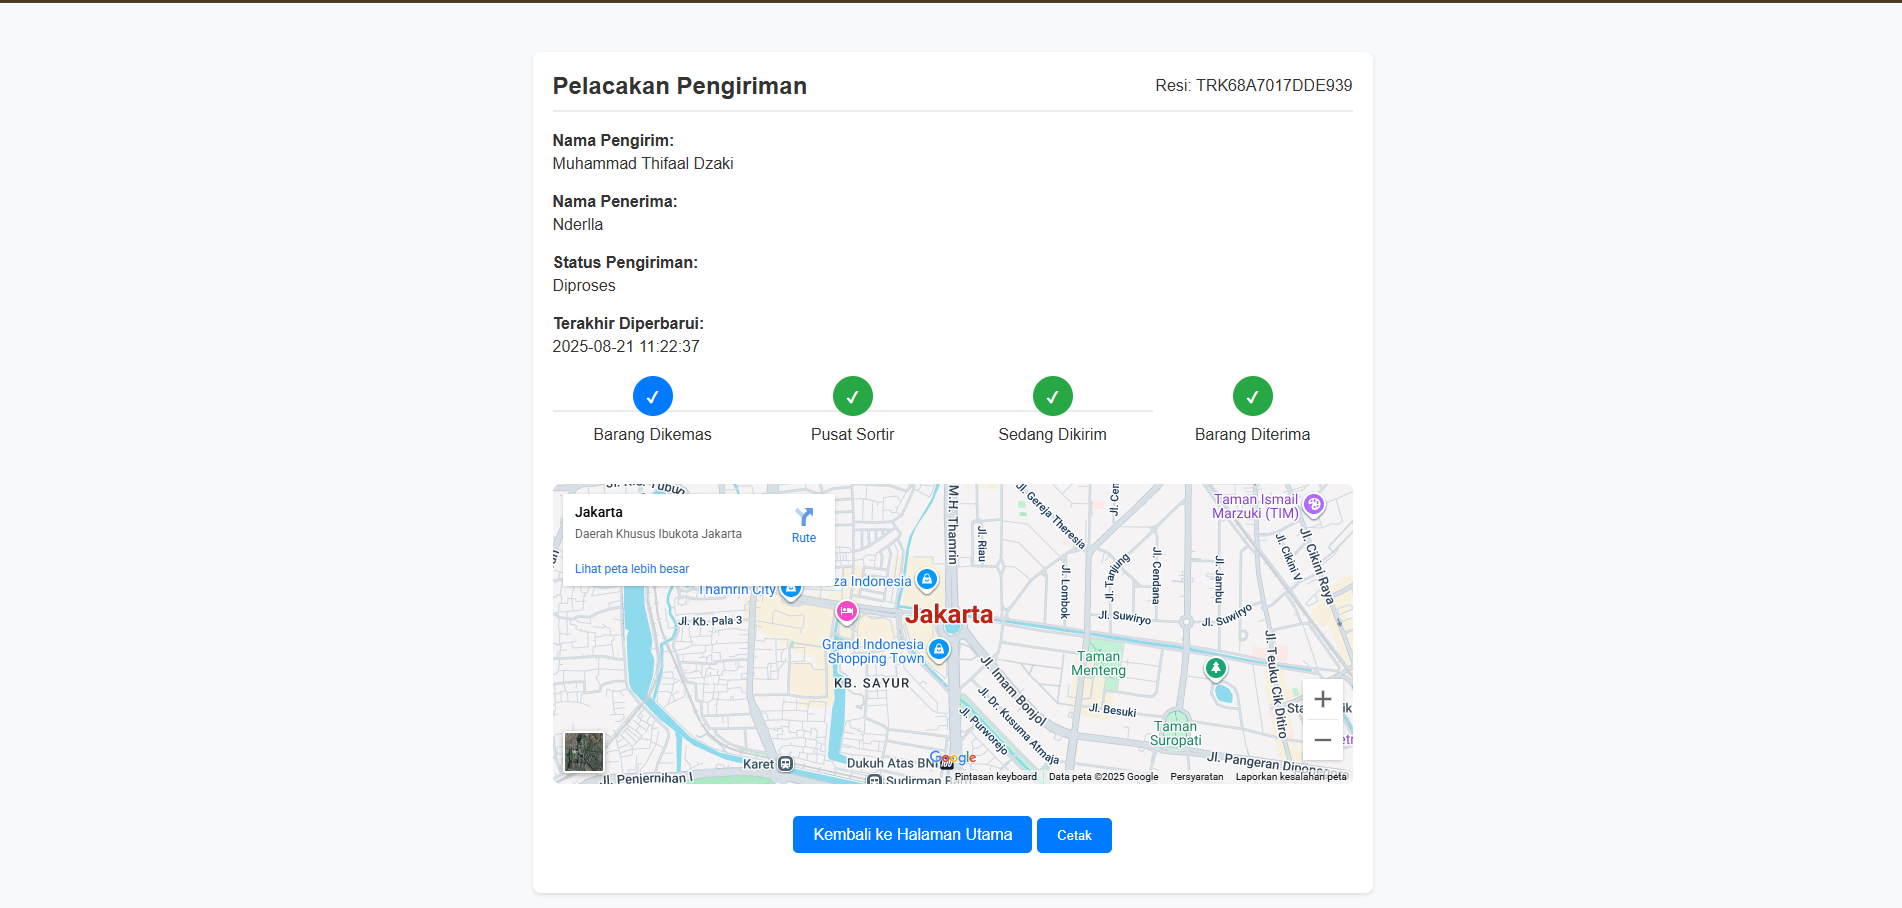 Pelacakan Pengiriman
Resi: TRK68A7017DDE939
Nama Pengirim:
Muhammad Thifaal Dzaki
Nama Penerima:
Nderlla
Status Pengiriman:
Diproses
Terakhir Diperbarui:
2025-08-21 11:22:37
Barang Dikemas
Pusat Sortir
Sedang Dikirim
Barang Diterima
Jakarta
Daerah Khusus Ibukota Jakarta
Rute
Lihat peta lebih besar
M.H. Thamrin
Jl. Riau
Jl. Gereja Theresia
Taman Ismail
Marzuki (TIM)
Jl. Cikini V
Jl. Cikini Raya
Jl. Lombok
Jl. Tanjung
Jl. Cendana
Jl. Jambu
Thamrin City
Indonesia
Jakarta
Jl. Kb. Pala 3
Jl. Suwiryo
Jl. Suwiryo
Grand Indonesia
Shopping Town
KB. SAYUR
Taman
Menteng
Jl. Teuku Cik Ditiro
Jl. Imam Bonjol
Jl. Dr. Kusuma Atmaja
Jl. Purworejo
Jl. Besuki
Taman
Suropati
Jl. Pangeran
Karet
Dukuh Atas BNI
Sudirman
Jl. Penjernihan I
Google
Pintasan keyboard
Data peta ©2025 Google
Persyaratan
Laporkan kesalahan peta
Kembali ke Halaman Utama
Cetak